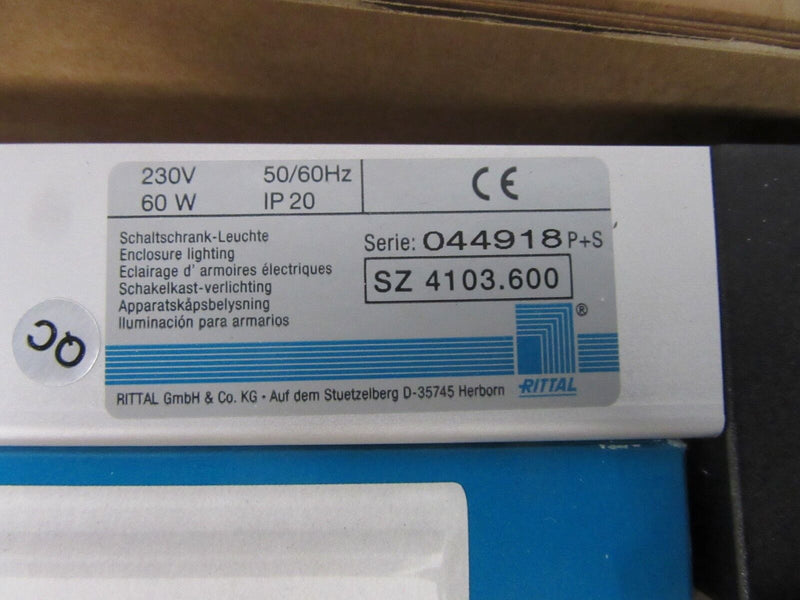 230V 50/60Hz
60 W IP 20
CE
Schaltschrank-Leuchte
Enclosure lighting
Eclairage d' armoires électriques
Schakelkast-verlichting
Apparatskåpsbelysning
Iluminación para armarios
Serie: 044918 P+S
SZ 4103.600
®
RITTAL
RITTAL GmbH & Co. KG • Auf dem Stuetzelberg D-35745 Herborn
QC